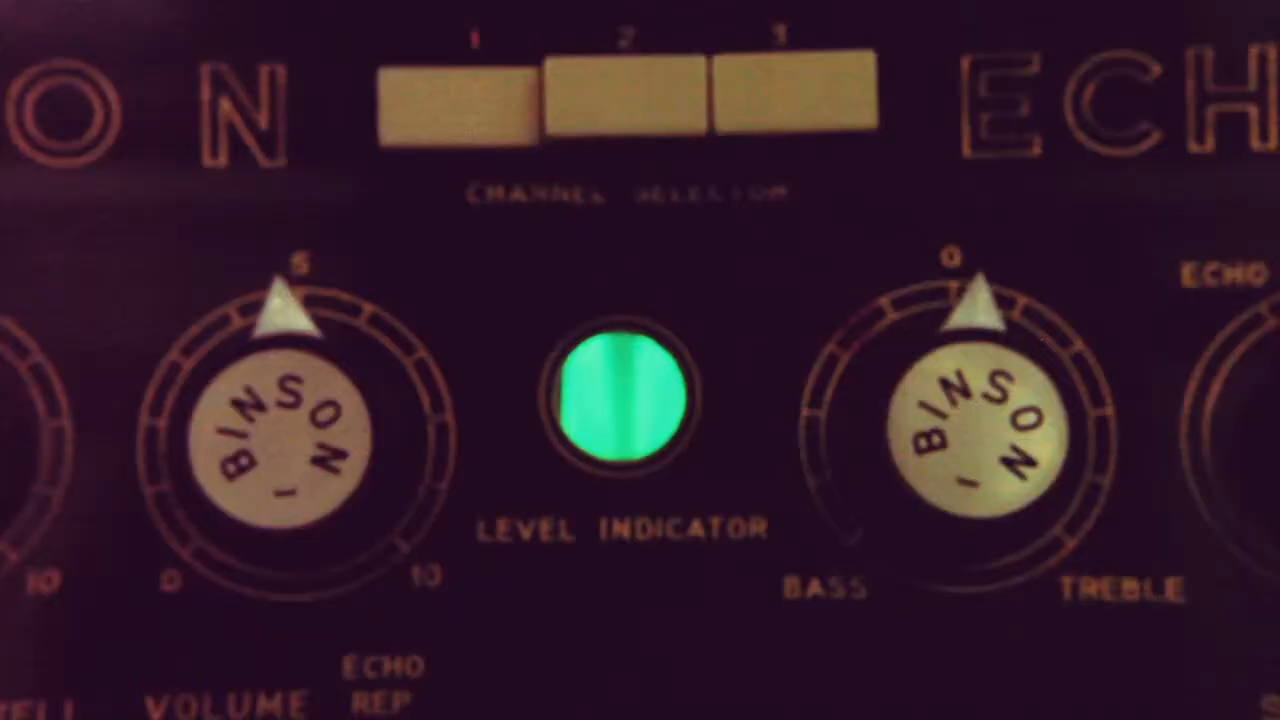 1 2 3
ON ECH
CHANNEL SELECTOR
5 0 ECHO
BINSON BINSON
LEVEL INDICATOR
10 0 10 BASS TREBLE
ECHO
VOLUME REP